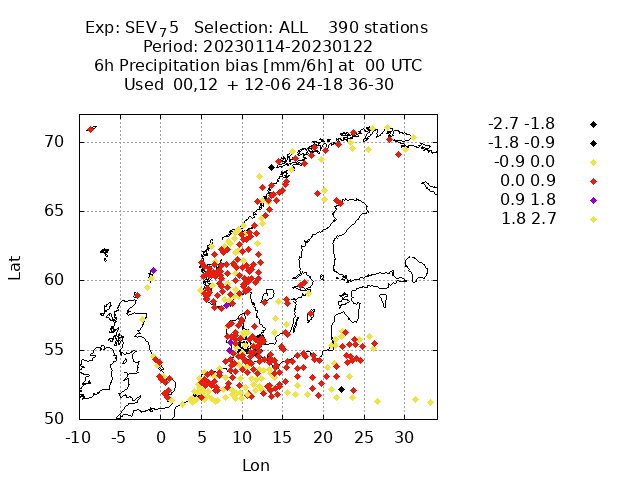 Exp: SEV₇5   Selection: ALL    390 stations
Period: 20230114-20230122
6h Precipitation bias [mm/6h] at  00 UTC
Used  00,12  + 12-06 24-18 36-30
-2.7 -1.8
-1.8 -0.9
-0.9 0.0
0.0 0.9
0.9 1.8
1.8 2.7
Lat
70
65
60
55
50
-10 -5 0 5 10 15 20 25 30
Lon